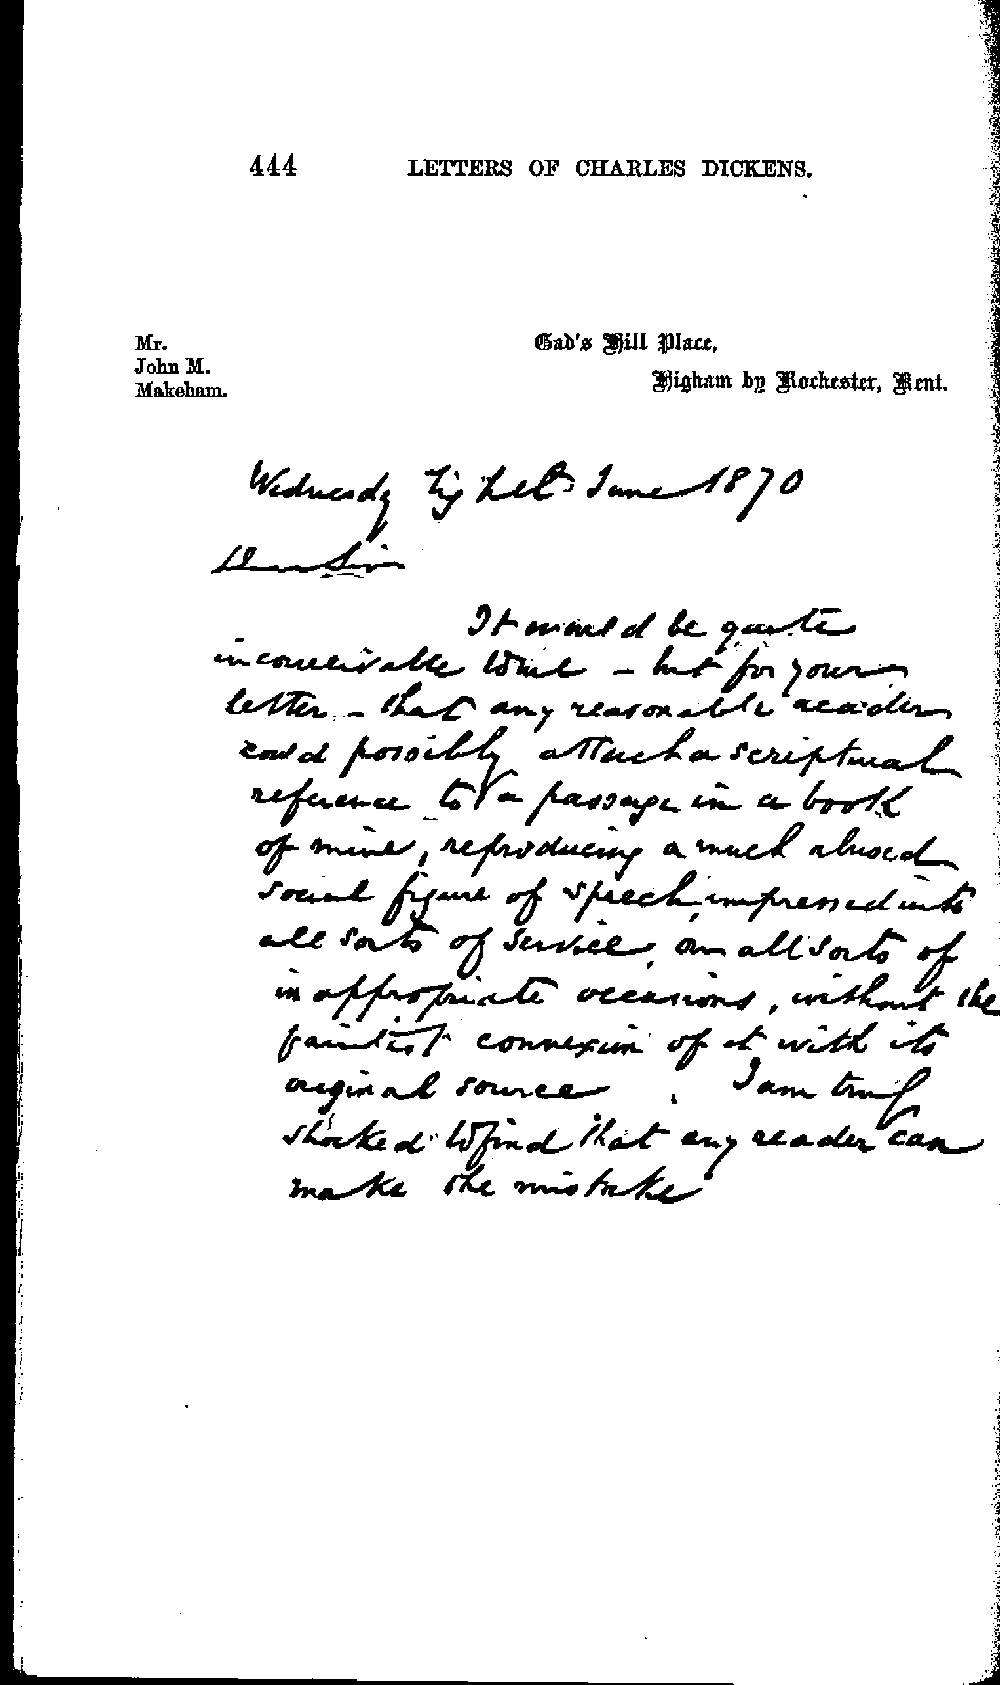 444 LETTERS OF CHARLES DICKENS.
Mr.
John M.
Makeham.
Gad's Hill Place,
Higham by Rochester, Kent.
Wednesday Eighth June 1870
Dear Sir
It would be quite
inconceivable to me – but for your
letter – that any reasonable reader
could possibly attach a scriptural
reference to a passage in a book
of mine, reproducing a much abused
social figure of speech, impressed into
all sorts of service, on all sorts of
inappropriate occasions, without the
faintest connexion of it with its
original source. I am truly
shocked to find that any reader can
make the mistake